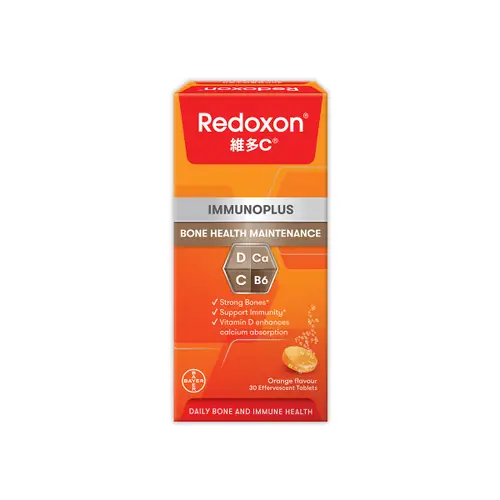 Redoxon®
維多C®
IMMUNOPLUS
BONE HEALTH MAINTENANCE
D Ca
C B6
✓ Strong Bones^
✓ Support Immunity^
✓ Vitamin D enhances
calcium absorption
Orange flavour
30 Effervescent Tablets
BAYER
DAILY BONE AND IMMUNE HEALTH